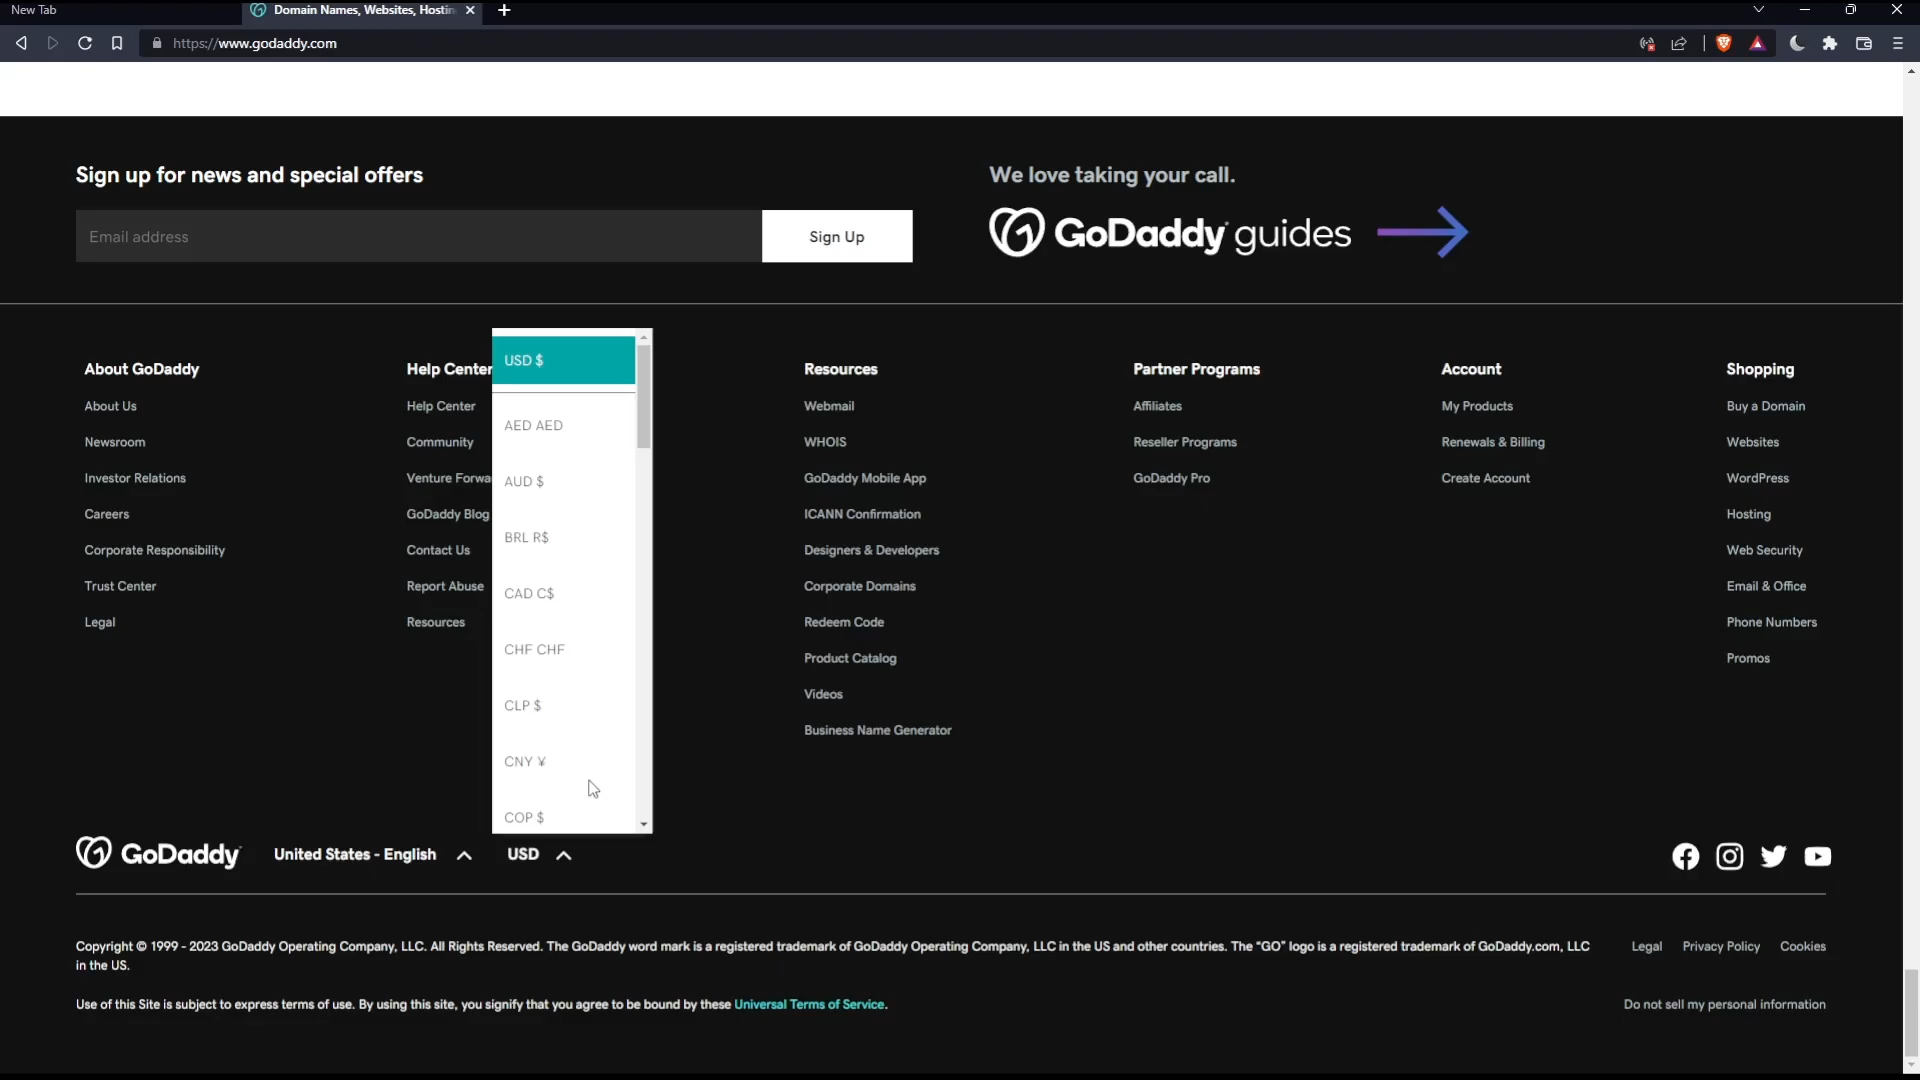 New Tab
Domain Names, Websites, Hostin
https://www.godaddy.com
Sign up for news and special offers
Email address
Sign Up
We love taking your call.
GoDaddy guides
About GoDaddy
About Us
Newsroom
Investor Relations
Careers
Corporate Responsibility
Trust Center
Legal
Help Center
Help Center
Community
Venture Forwa
GoDaddy Blog
Contact Us
Report Abuse
Resources
USD $
AED AED
AUD $
BRL R$
CAD C$
CHF CHF
CLP $
CNY ¥
COP $
Resources
Webmail
WHOIS
GoDaddy Mobile App
ICANN Confirmation
Designers & Developers
Corporate Domains
Redeem Code
Product Catalog
Videos
Business Name Generator
Partner Programs
Affiliates
Reseller Programs
GoDaddy Pro
Account
My Products
Renewals & Billing
Create Account
Shopping
Buy a Domain
Websites
WordPress
Hosting
Web Security
Email & Office
Phone Numbers
Promos
GoDaddy
United States - English
USD
Copyright © 1999 - 2023 GoDaddy Operating Company, LLC. All Rights Reserved. The GoDaddy word mark is a registered trademark of GoDaddy Operating Company, LLC in the US and other countries. The "GO" logo is a registered trademark of GoDaddy.com, LLC
in the US.
Legal
Privacy Policy
Cookies
Use of this Site is subject to express terms of use. By using this site, you signify that you agree to be bound by these Universal Terms of Service.
Do not sell my personal information